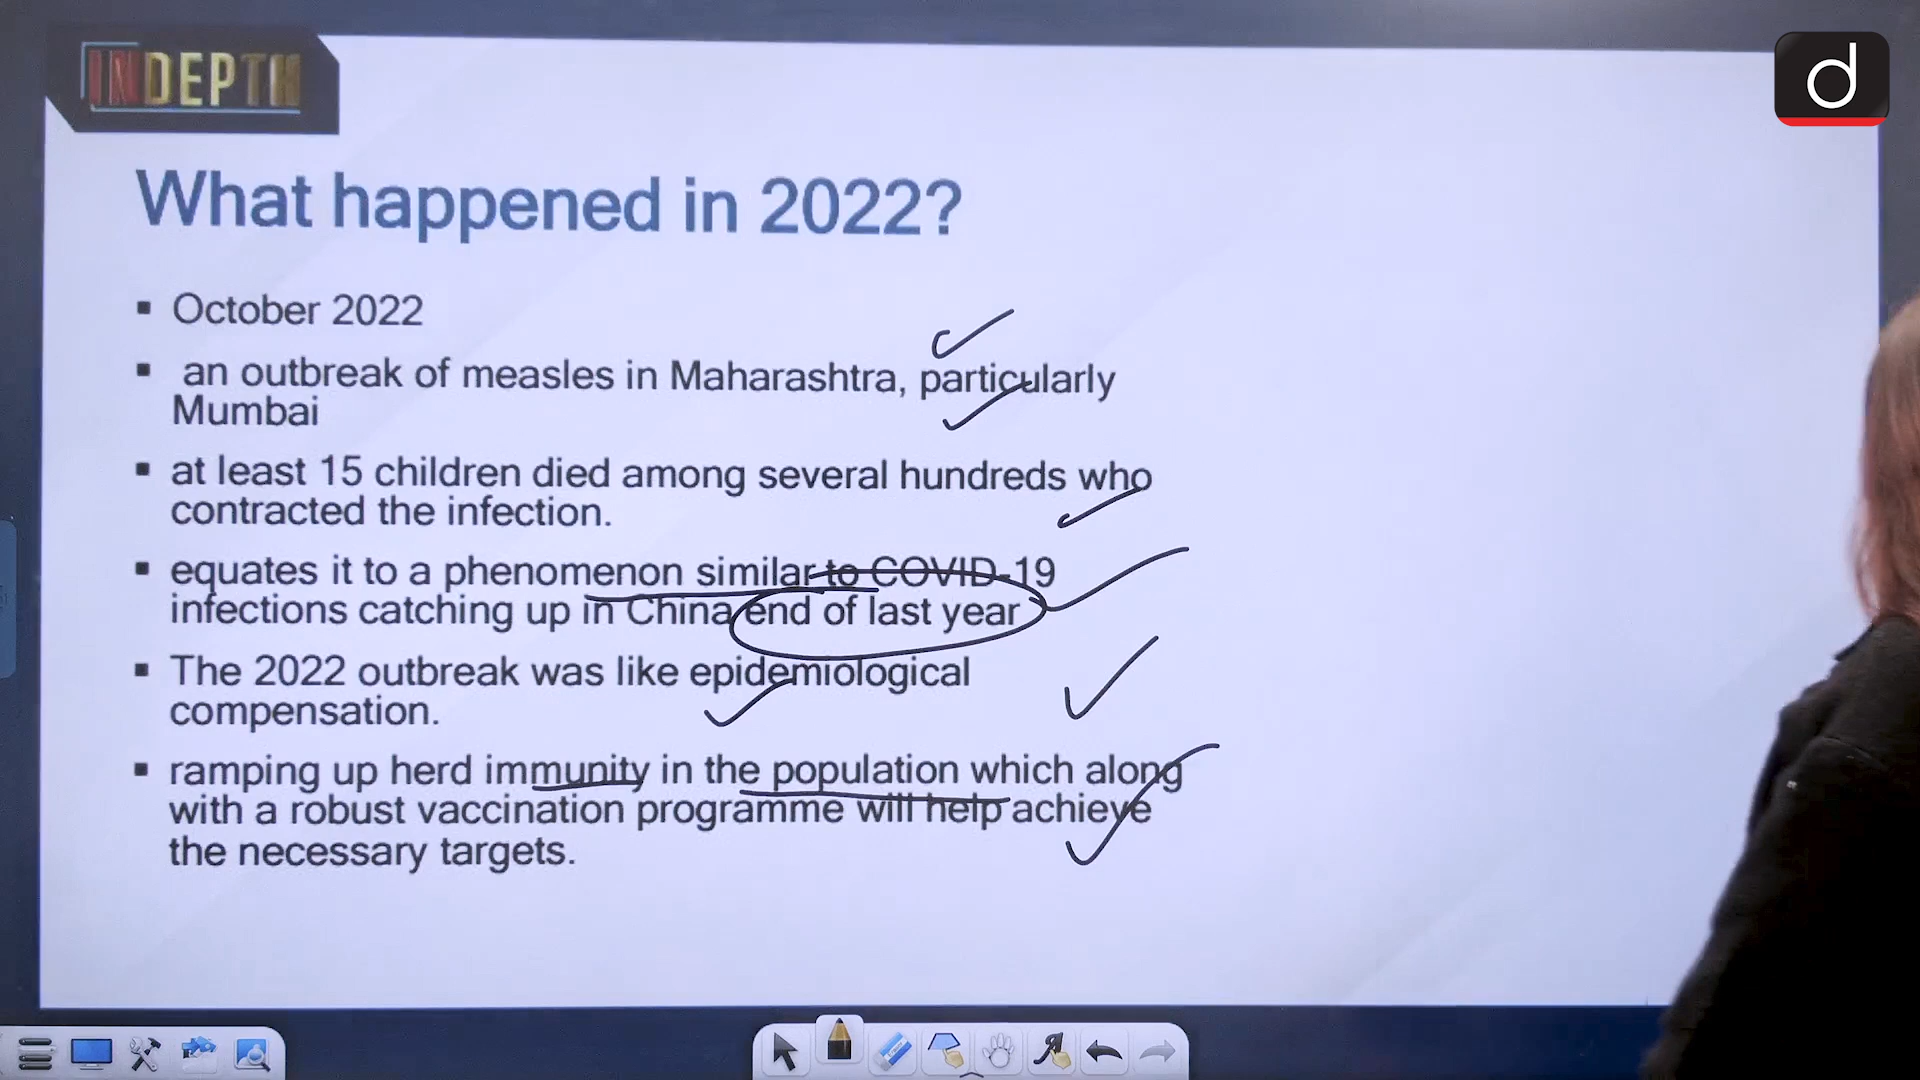 INDEPTH
d
What happened in 2022?
▪ October 2022
▪ an outbreak of measles in Maharashtra, particularly
Mumbai
▪ at least 15 children died among several hundreds who
contracted the infection.
▪ equates it to a phenomenon similar to COVID-19
infections catching up in China end of last year
▪ The 2022 outbreak was like epidemiological
compensation.
▪ ramping up herd immunity in the population which along
with a robust vaccination programme will help achieve
the necessary targets.